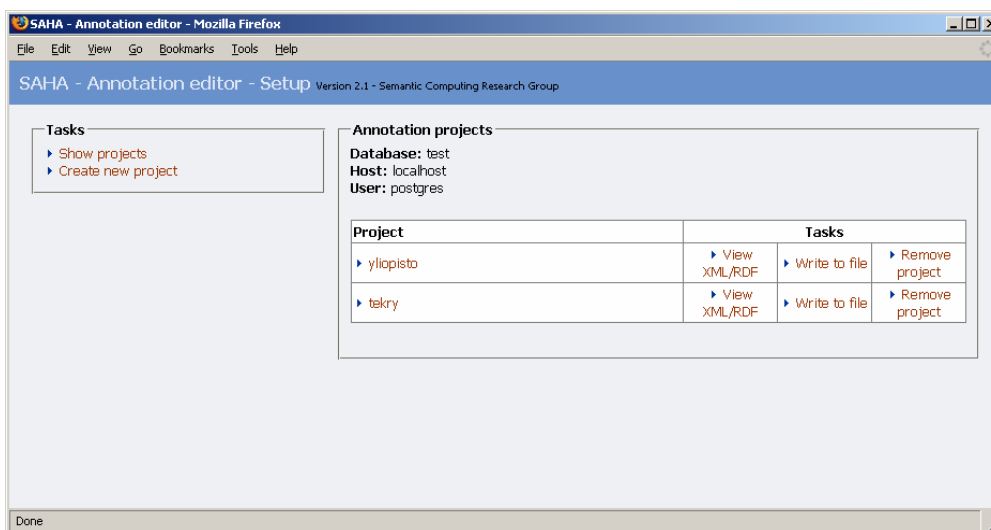 SAHA - Annotation editor - Mozilla Firefox
File Edit View Go Bookmarks Tools Help
SAHA - Annotation editor - Setup Version 2.1 - Semantic Computing Research Group
Tasks
Show projects
Create new project
Annotation projects
Database: test
Host: localhost
User: postgres
Project Tasks
yliopisto View XML/RDF Write to file Remove project
tekry View XML/RDF Write to file Remove project
Done